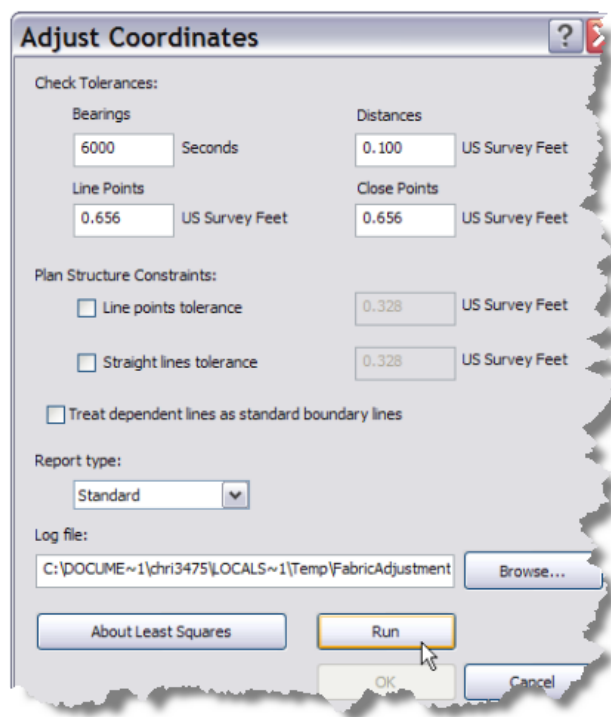 Adjust Coordinates ?
Check Tolerances:
Bearings Distances
6000 Seconds 0.100 US Survey Feet
Line Points Close Points
0.656 US Survey Feet 0.656 US Survey Feet
Plan Structure Constraints:
Line points tolerance 0.328 US Survey Feet
Straight lines tolerance 0.328 US Survey Feet
Treat dependent lines as standard boundary lines
Report type:
Standard
Log file:
C:\DOCUME~1\chri3475\LOCALS~1\Temp\FabricAdjustment Browse...
About Least Squares Run
OK Cancel